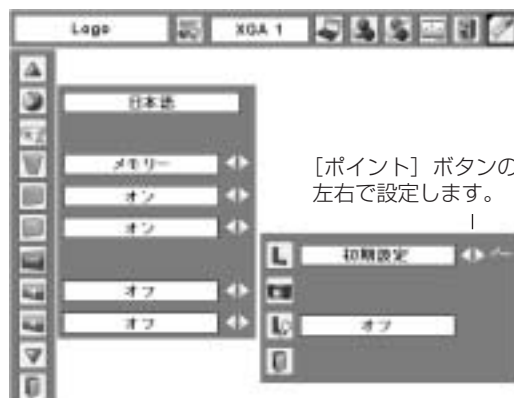 Logo
XGA 1
日本語
メモリー
オン
オン
オフ
オフ
［ポイント］ボタンの
左右で設定します。
初期設定
オフ